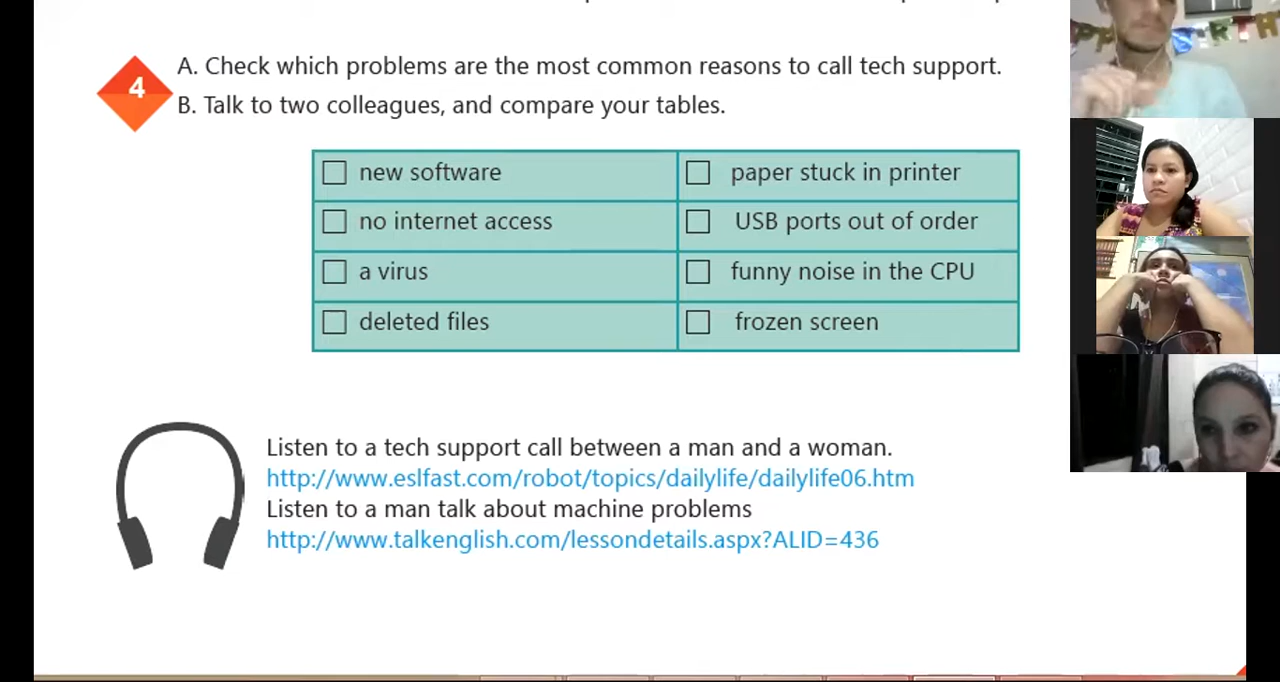 4
A. Check which problems are the most common reasons to call tech support.
B. Talk to two colleagues, and compare your tables.
new software
paper stuck in printer
no internet access
USB ports out of order
a virus
funny noise in the CPU
deleted files
frozen screen
Listen to a tech support call between a man and a woman.
http://www.eslfast.com/robot/topics/dailylife/dailylife06.htm
Listen to a man talk about machine problems
http://www.talkenglish.com/lessondetails.aspx?ALID=436